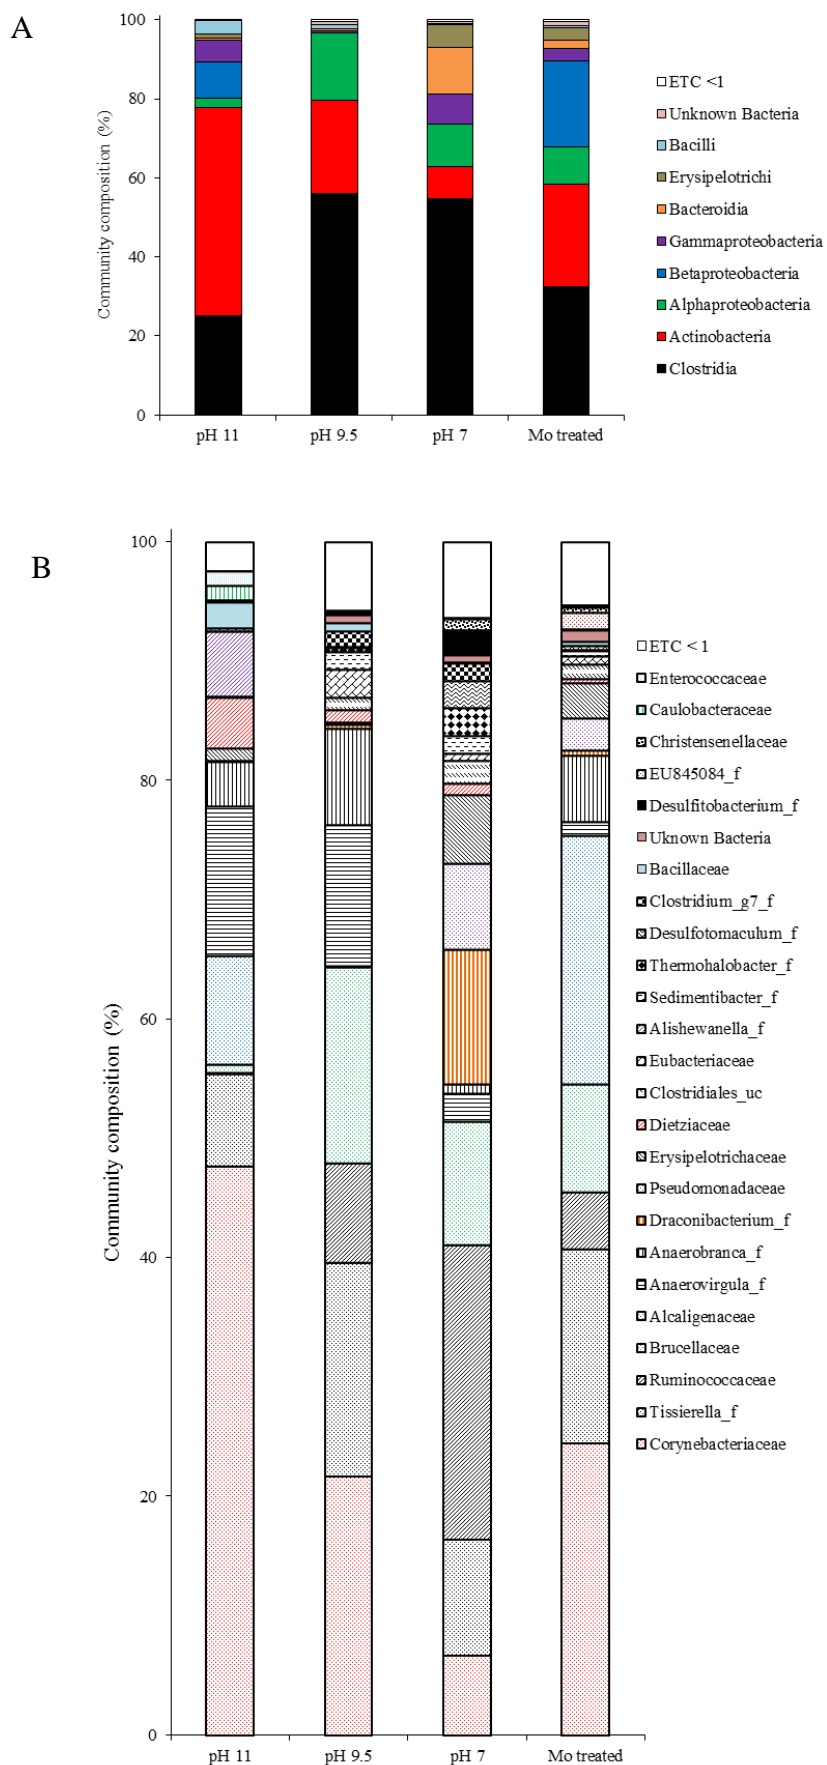 A
Community composition (%)
100
80
60
40
20
0
pH 11
pH 9.5
pH 7
Mo treated
ETC <1
Unknown Bacteria
Bacilli
Erysipelotrichi
Bacteroidia
Gammaproteobacteria
Betaproteobacteria
Alphaproteobacteria
Actinobacteria
Clostridia
B
Community composition (%)
100
80
60
40
20
0
pH 11
pH 9.5
pH 7
Mo treated
ETC < 1
Enterococcaceae
Caulobacteraceae
Christensenellaceae
EU845084_f
Desulfitobacterium_f
Uknown Bacteria
Bacillaceae
Clostridium_g7_f
Desulfotomaculum_f
Thermohalobacter_f
Sedimentibacter_f
Alishewanella_f
Eubacteriaceae
Clostridiales_uc
Dietziaceae
Erysipelotrichaceae
Pseudomonadaceae
Draconibacterium_f
Anaerobranca_f
Anaerovirgula_f
Alcaligenaceae
Brucellaceae
Ruminococcaceae
Tissierella_f
Corynebacteriaceae